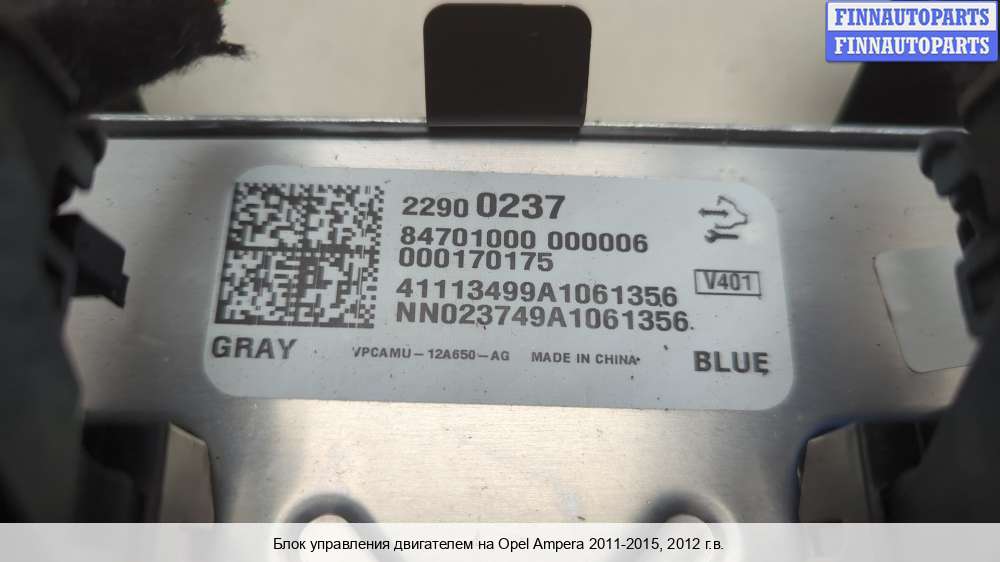 FINNAUTOPARTS
FINNAUTOPARTS
2290 0237
84701000 000006
000170175
V401
41113499A1061356
NN023749A1061356
GRAY VPCAMU-12A650-AG MADE IN CHINA BLUE
Блок управления двигателем на Opel Ampera 2011-2015, 2012 г.в.